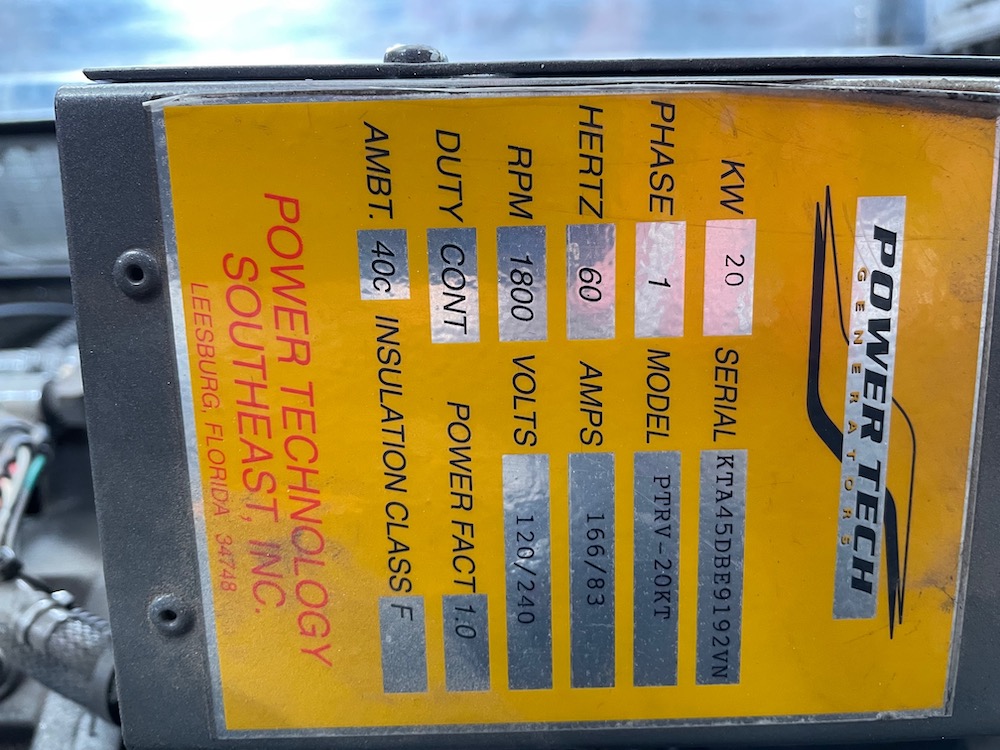 POWER TECH
GENERATORS
KW 20 SERIAL KTA45DBE9192VN
PHASE 1 MODEL PTRV-20KT
HERTZ 60 AMPS 166/83
RPM 1800 VOLTS 120/240
DUTY CONT POWER FACT 1.0
AMBT. 40C INSULATION CLASS F
POWER TECHNOLOGY
SOUTHEAST, INC.
LEESBURG, FLORIDA 34748